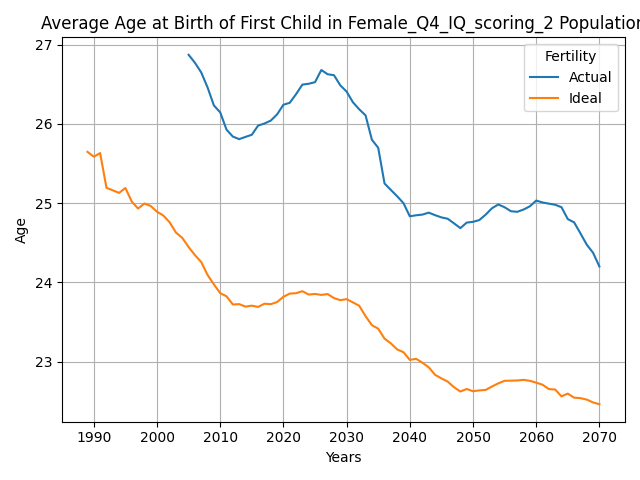 Average Age at Birth of First Child in Female_Q4_IQ_scoring_2 Population
27
26
25
24
23
Age
1990 2000 2010 2020 2030 2040 2050 2060 2070
Years
Fertility
Actual
Ideal